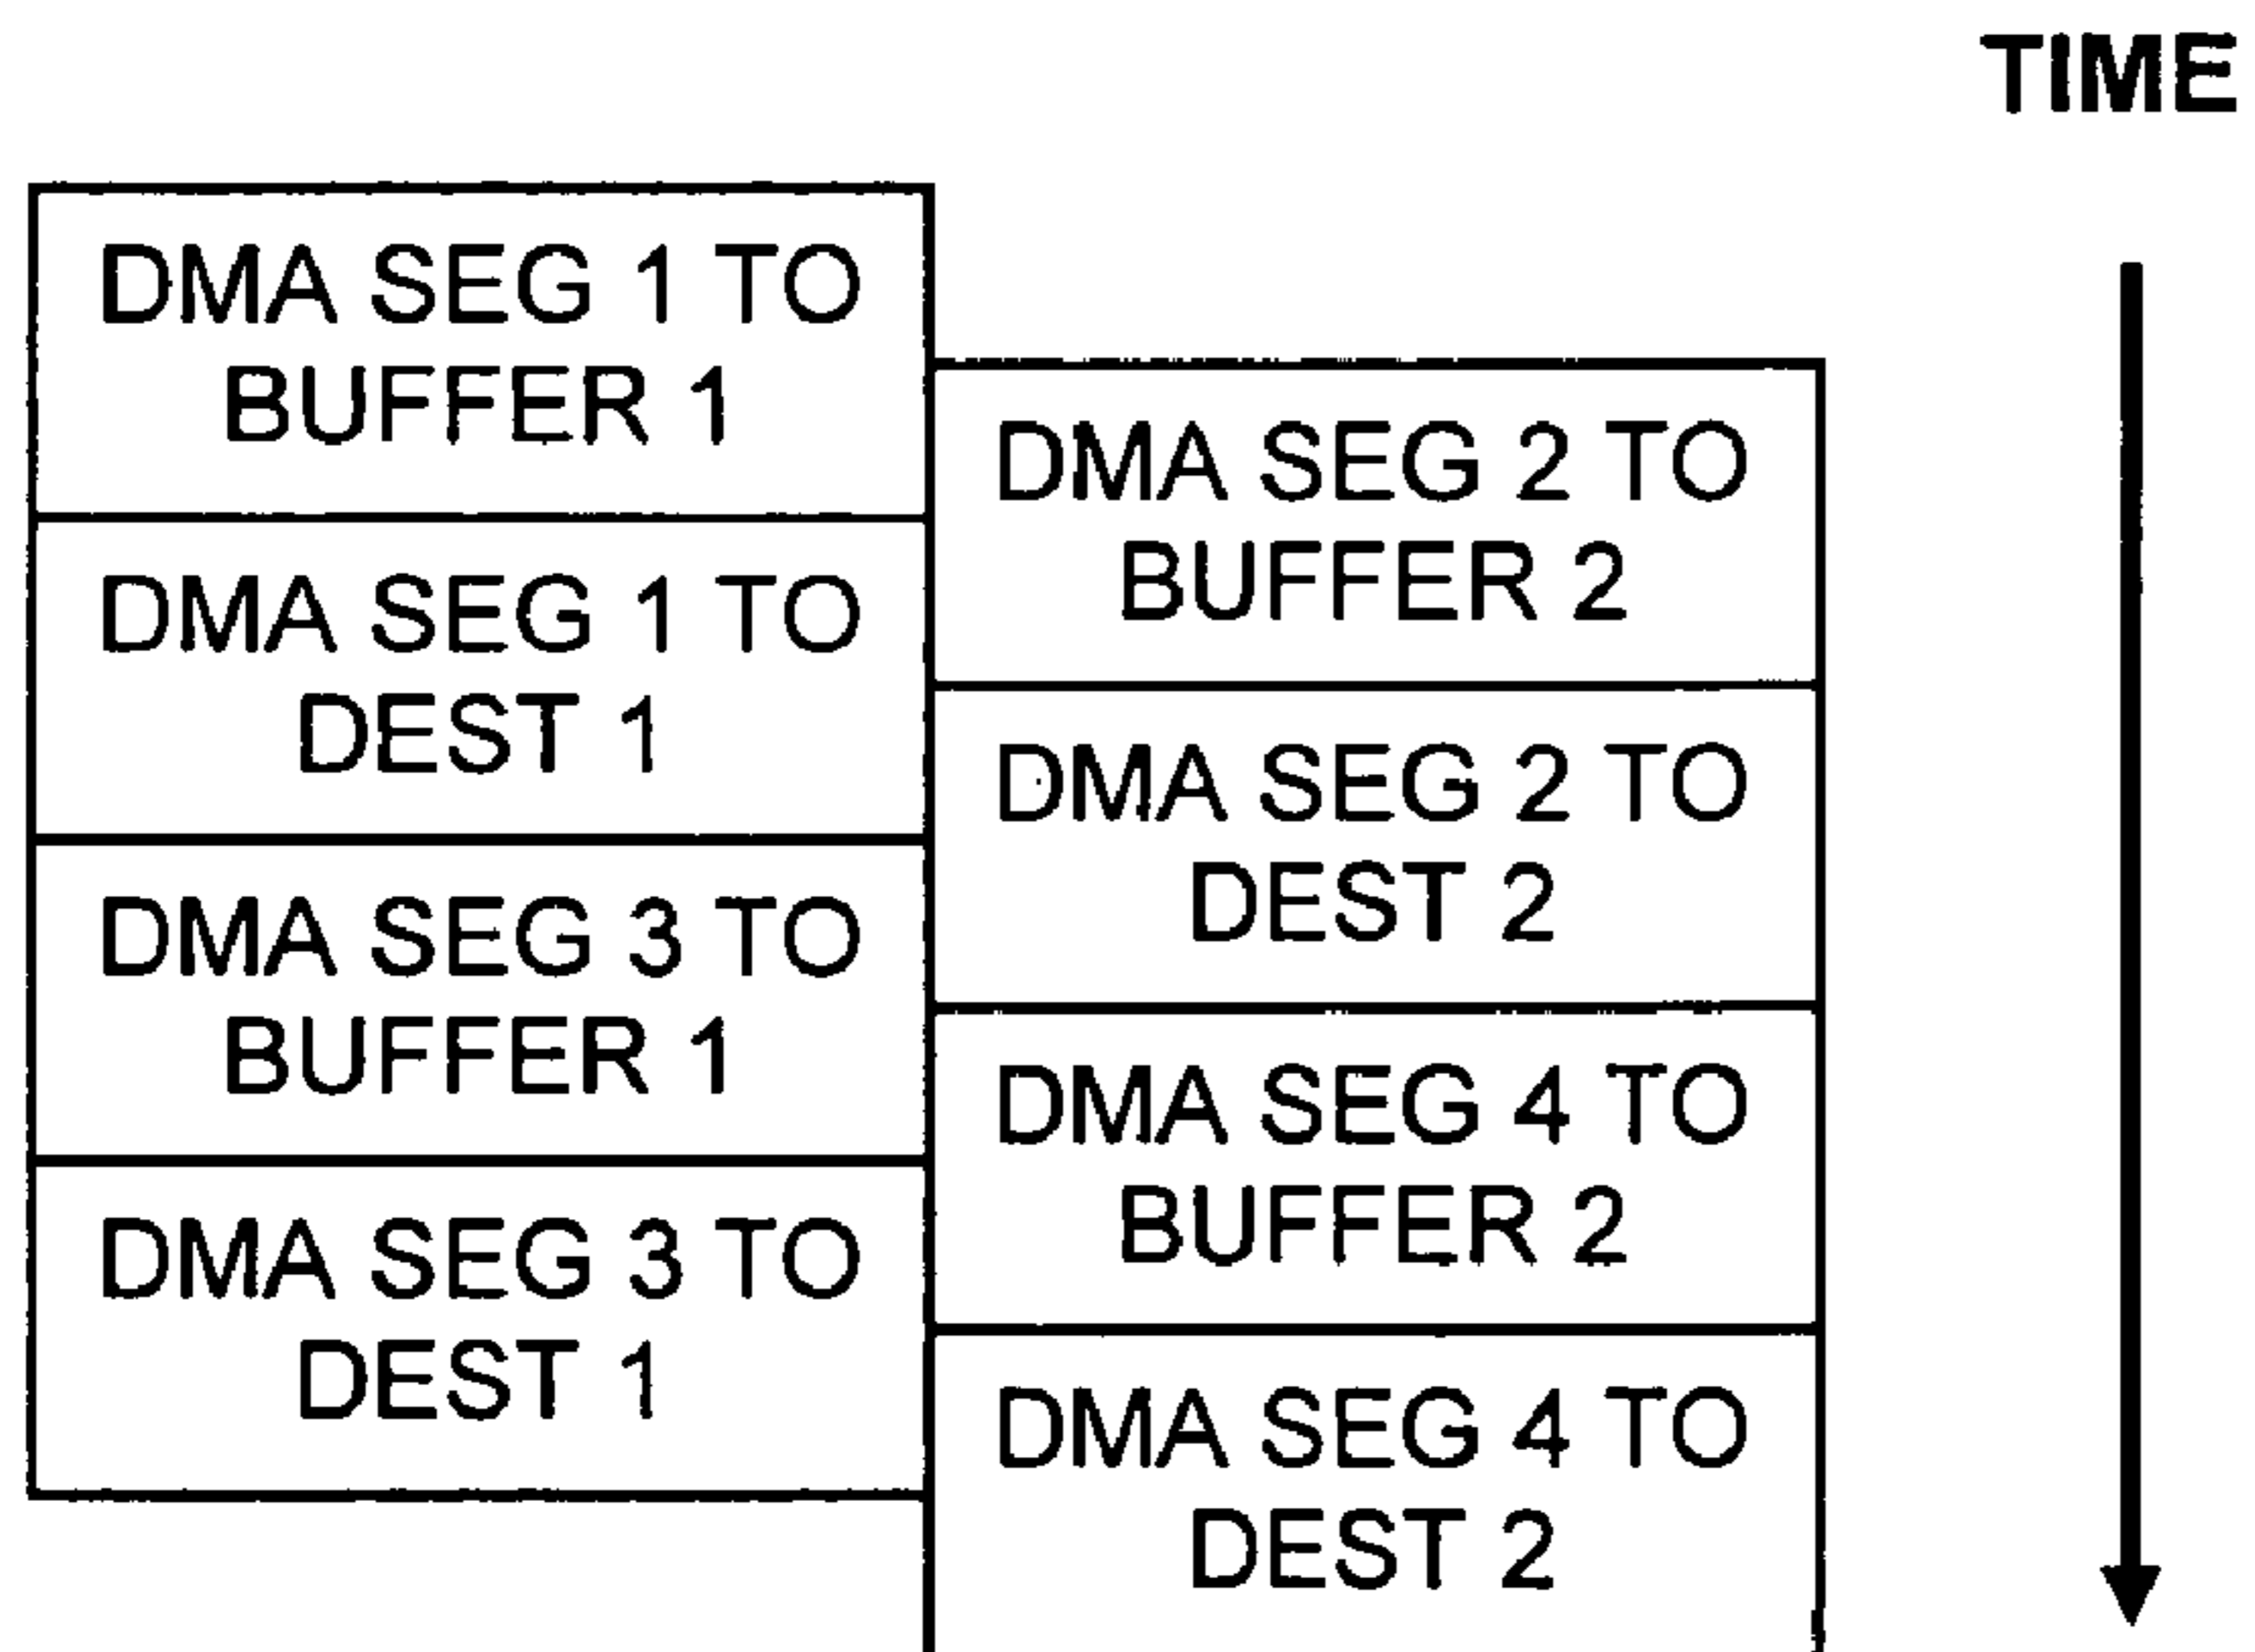 TIME
DMA SEG 1 TO
BUFFER 1
DMA SEG 1 TO
DEST 1
DMA SEG 3 TO
BUFFER 1
DMA SEG 3 TO
DEST 1
DMA SEG 2 TO
BUFFER 2
DMA SEG 2 TO
DEST 2
DMA SEG 4 TO
BUFFER 2
DMA SEG 4 TO
DEST 2